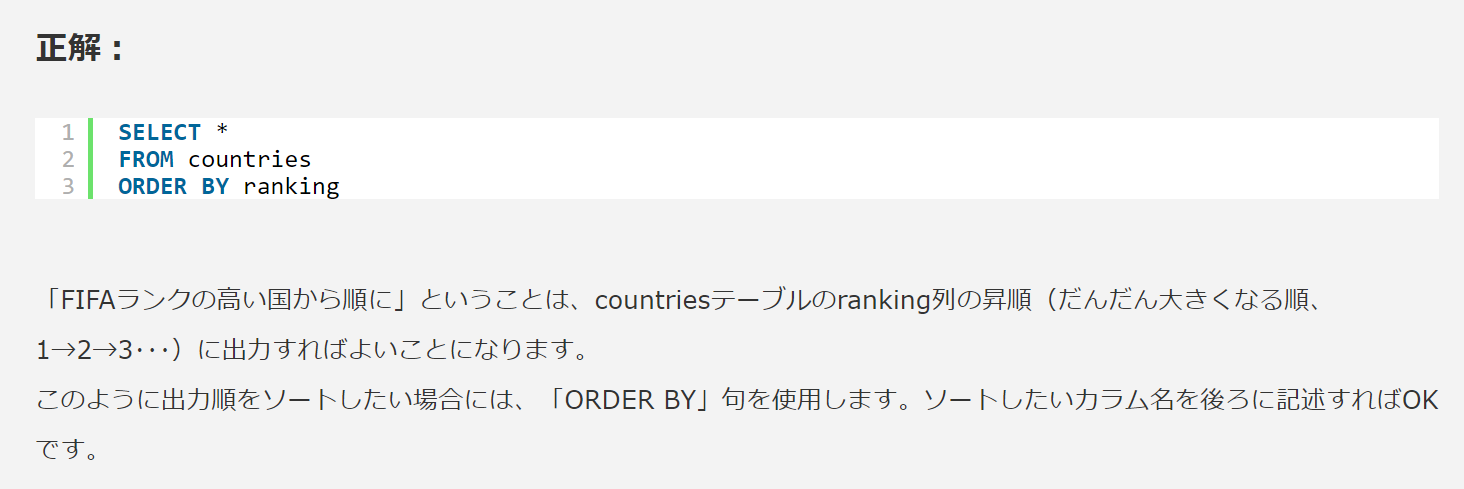 正解：
1 SELECT *
2 FROM countries
3 ORDER BY ranking
「FIFAランクの高い国から順に」ということは、countriesテーブルのranking列の昇順（だんだん大きくなる順、
1→2→3･･･）に出力すればよいことになります。
このように出力順をソートしたい場合には、「ORDER BY」句を使用します。ソートしたいカラム名を後ろに記述すればOK
です。